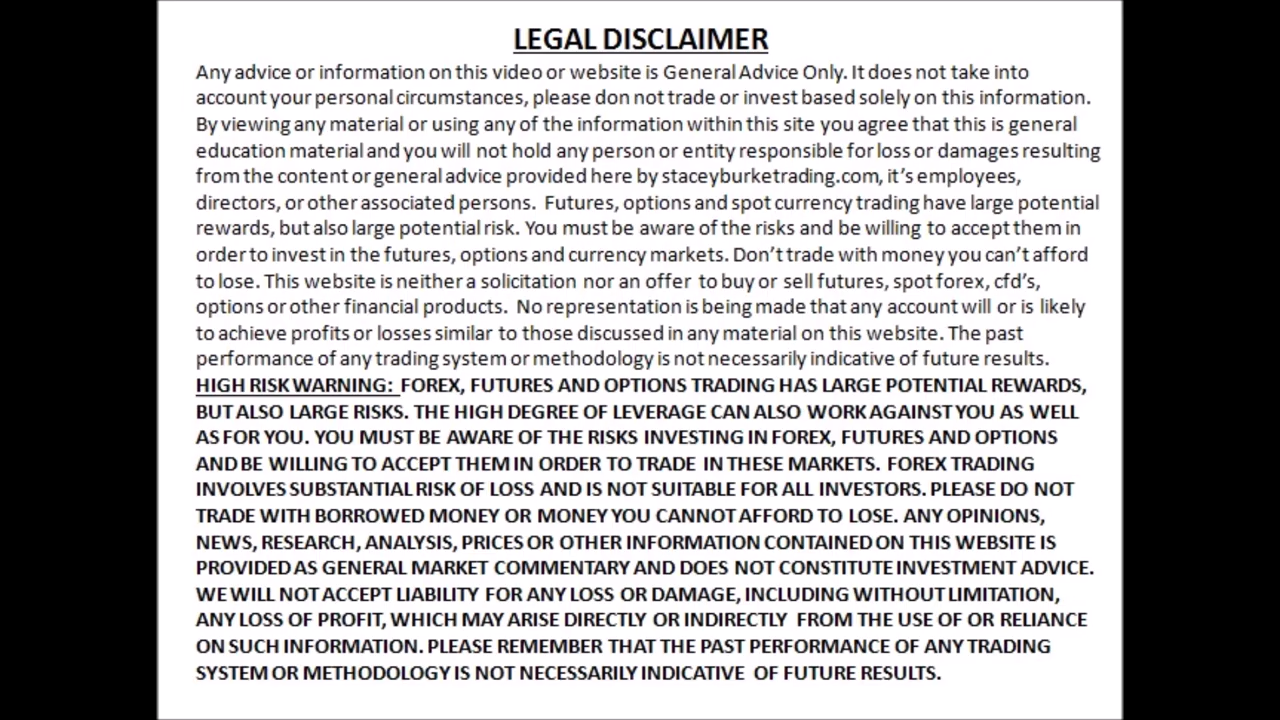 LEGAL DISCLAIMER
Any advice or information on this video or website is General Advice Only. It does not take into
account your personal circumstances, please don not trade or invest based solely on this information.
By viewing any material or using any of the information within this site you agree that this is general
education material and you will not hold any person or entity responsible for loss or damages resulting
from the content or general advice provided here by staceyburketrading.com, it's employees,
directors, or other associated persons.  Futures, options and spot currency trading have large potential
rewards, but also large potential risk. You must be aware of the risks and be willing to accept them in
order to invest in the futures, options and currency markets. Don't trade with money you can't afford
to lose. This website is neither a solicitation nor an offer to buy or sell futures, spot forex, cfd's,
options or other financial products.  No representation is being made that any account will or is likely
to achieve profits or losses similar to those discussed in any material on this website. The past
performance of any trading system or methodology is not necessarily indicative of future results.
HIGH RISK WARNING: FOREX, FUTURES AND OPTIONS TRADING HAS LARGE POTENTIAL REWARDS,
BUT ALSO LARGE RISKS. THE HIGH DEGREE OF LEVERAGE CAN ALSO WORK AGAINST YOU AS WELL
AS FOR YOU. YOU MUST BE AWARE OF THE RISKS INVESTING IN FOREX, FUTURES AND OPTIONS
AND BE WILLING TO ACCEPT THEM IN ORDER TO TRADE IN THESE MARKETS. FOREX TRADING
INVOLVES SUBSTANTIAL RISK OF LOSS AND IS NOT SUITABLE FOR ALL INVESTORS. PLEASE DO NOT
TRADE WITH BORROWED MONEY OR MONEY YOU CANNOT AFFORD TO LOSE. ANY OPINIONS,
NEWS, RESEARCH, ANALYSIS, PRICES OR OTHER INFORMATION CONTAINED ON THIS WEBSITE IS
PROVIDED AS GENERAL MARKET COMMENTARY AND DOES NOT CONSTITUTE INVESTMENT ADVICE.
WE WILL NOT ACCEPT LIABILITY FOR ANY LOSS OR DAMAGE, INCLUDING WITHOUT LIMITATION,
ANY LOSS OF PROFIT, WHICH MAY ARISE DIRECTLY OR INDIRECTLY  FROM THE USE OF OR RELIANCE
ON SUCH INFORMATION. PLEASE REMEMBER THAT THE PAST PERFORMANCE OF ANY TRADING
SYSTEM OR METHODOLOGY IS NOT NECESSARILY INDICATIVE  OF FUTURE RESULTS.